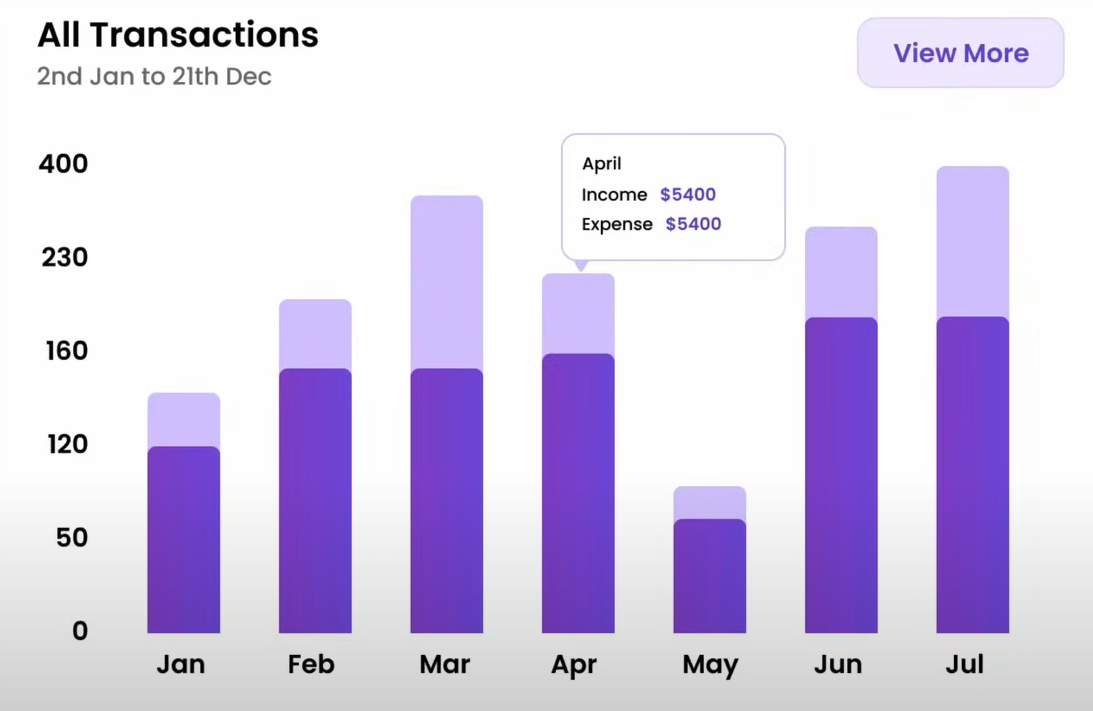 All Transactions
View More
2nd Jan to 21th Dec
400
230
160
120
50
0
April
Income $5400
Expense $5400
Jan Feb Mar Apr May Jun Jul